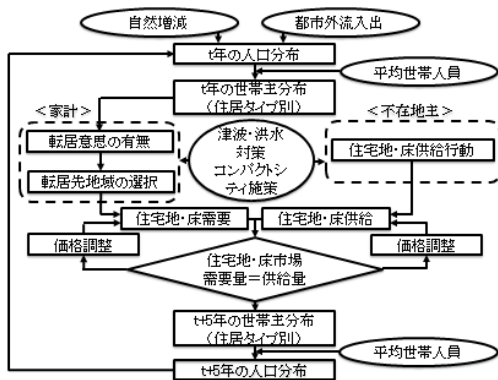 自然増減
都市外流入出
t年の人口分布
平均世帯人員
t年の世帯主分布
(住居タイプ別)
<家計>
<不在地主>
転居意思の有無
津波・洪水
対策
コンパクトシ
ティ施策
住宅地・床供給行動
転居先地域の選択
住宅地・床需要
住宅地・床供給
価格調整
価格調整
住宅地・床市場
需要量=供給量
t+5年の世帯主分布
(住居タイプ別)
平均世帯人員
t+5年の人口分布